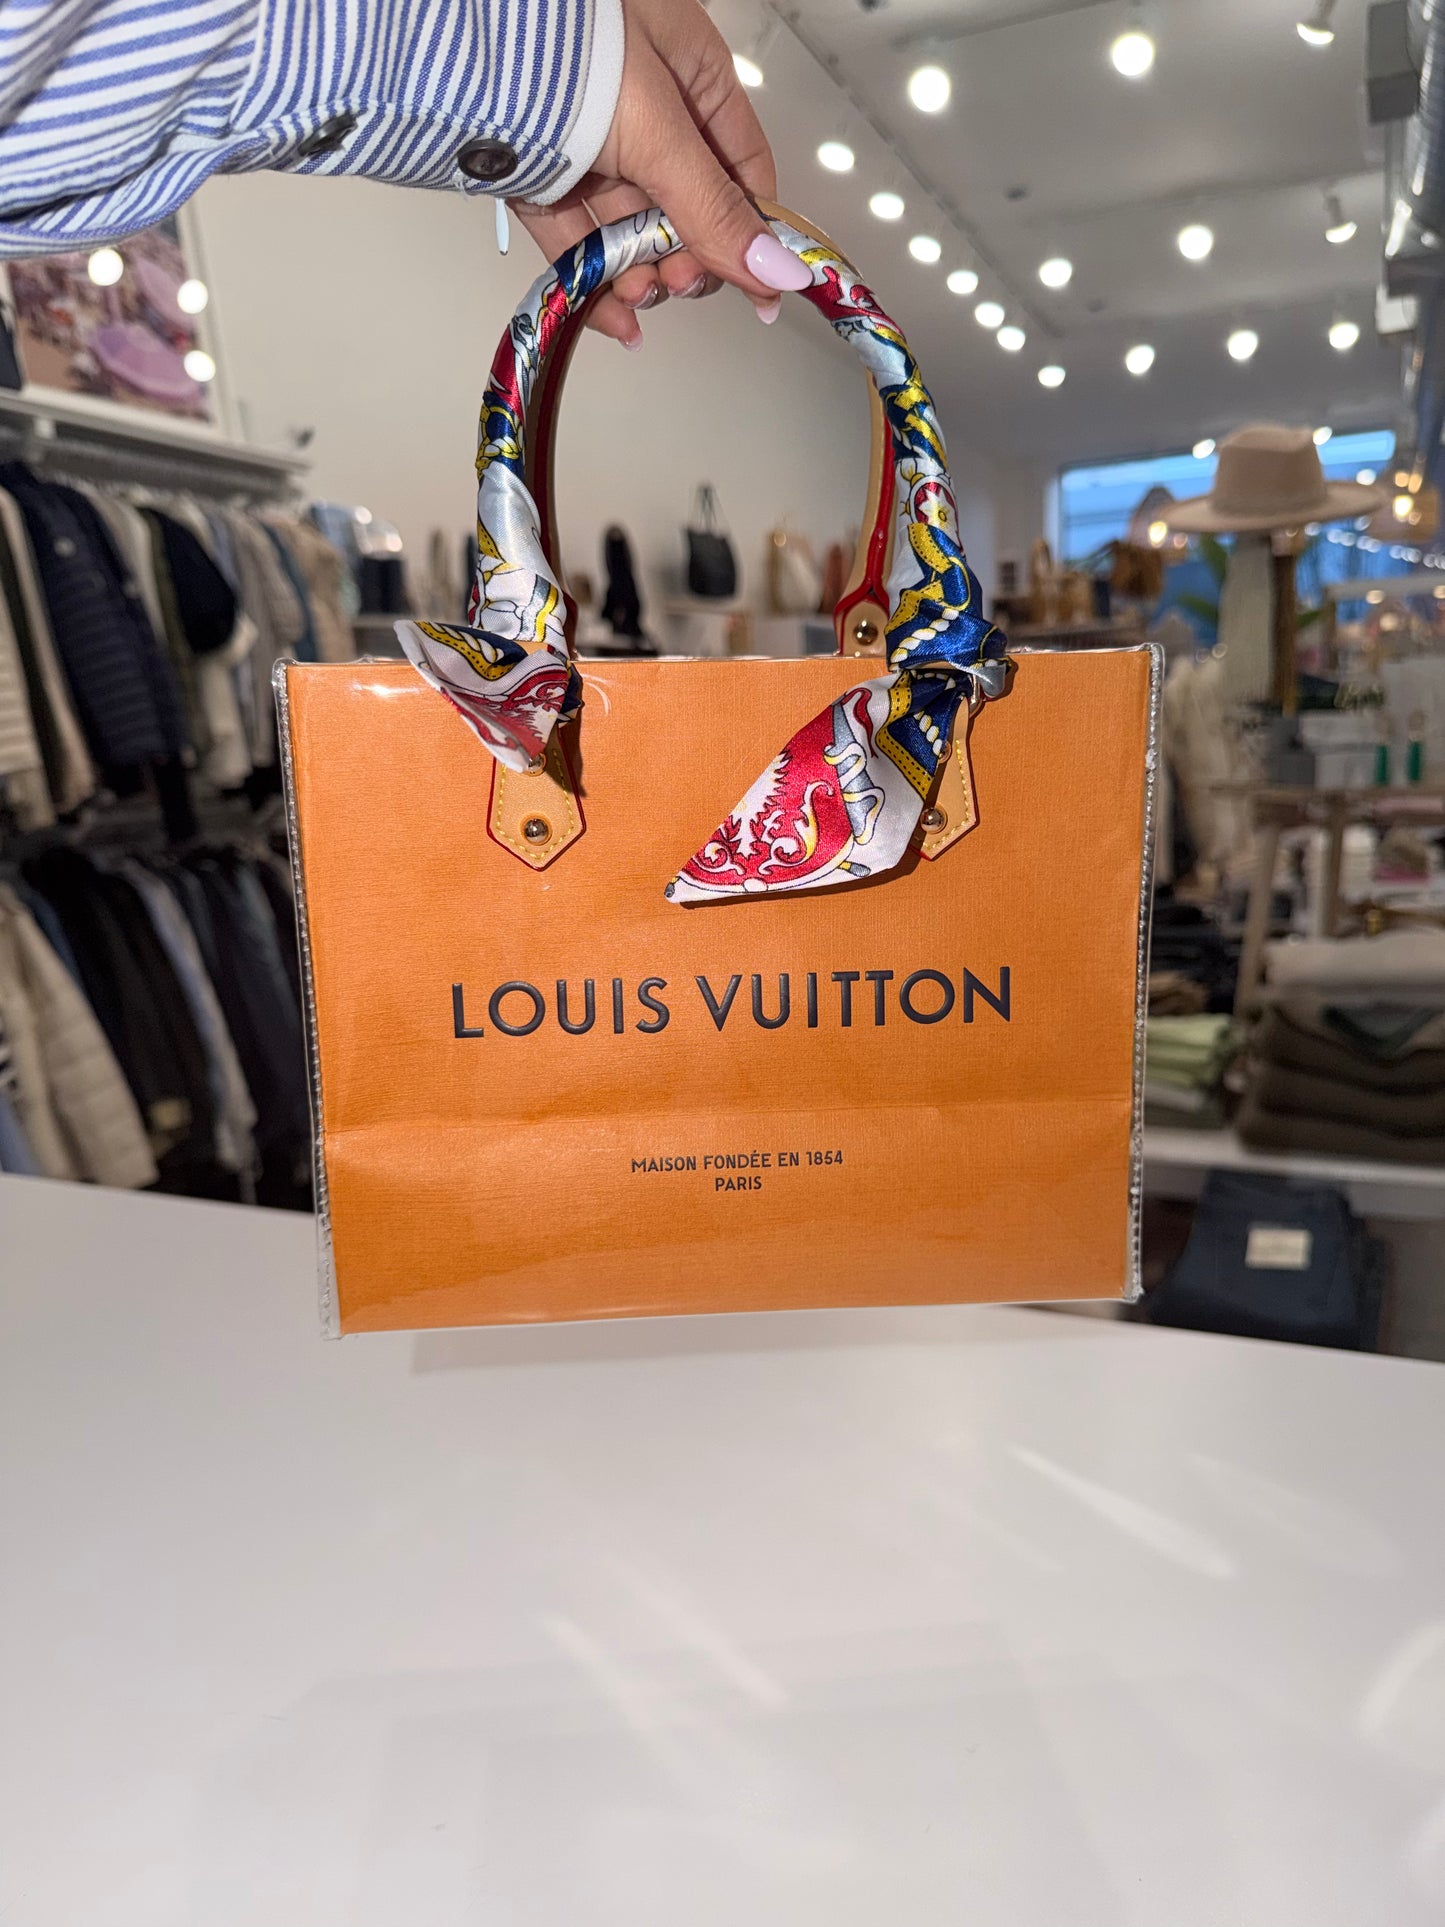 LOUIS VUITTON
MAISON FONDÉE EN 1854
PARIS